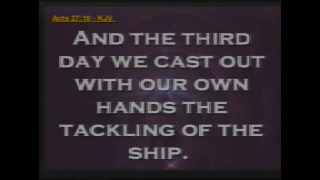 Acts 27:19 - KJV
AND THE THIRD
DAY WE CAST OUT
WITH OUR OWN
HANDS THE
TACKLING OF THE
SHIP.